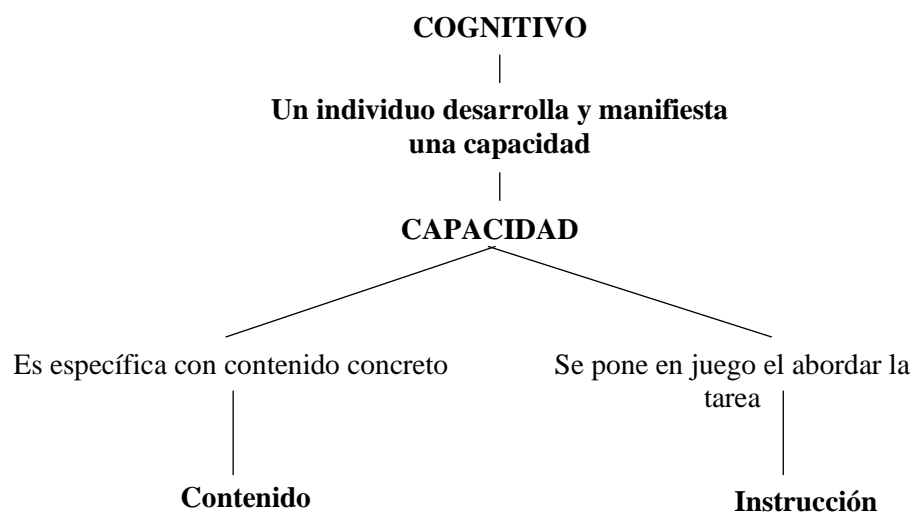 COGNITIVO
Un individuo desarrolla y manifiesta
una capacidad
CAPACIDAD
Es específica con contenido concreto
Se pone en juego el abordar la
tarea
Contenido
Instrucción